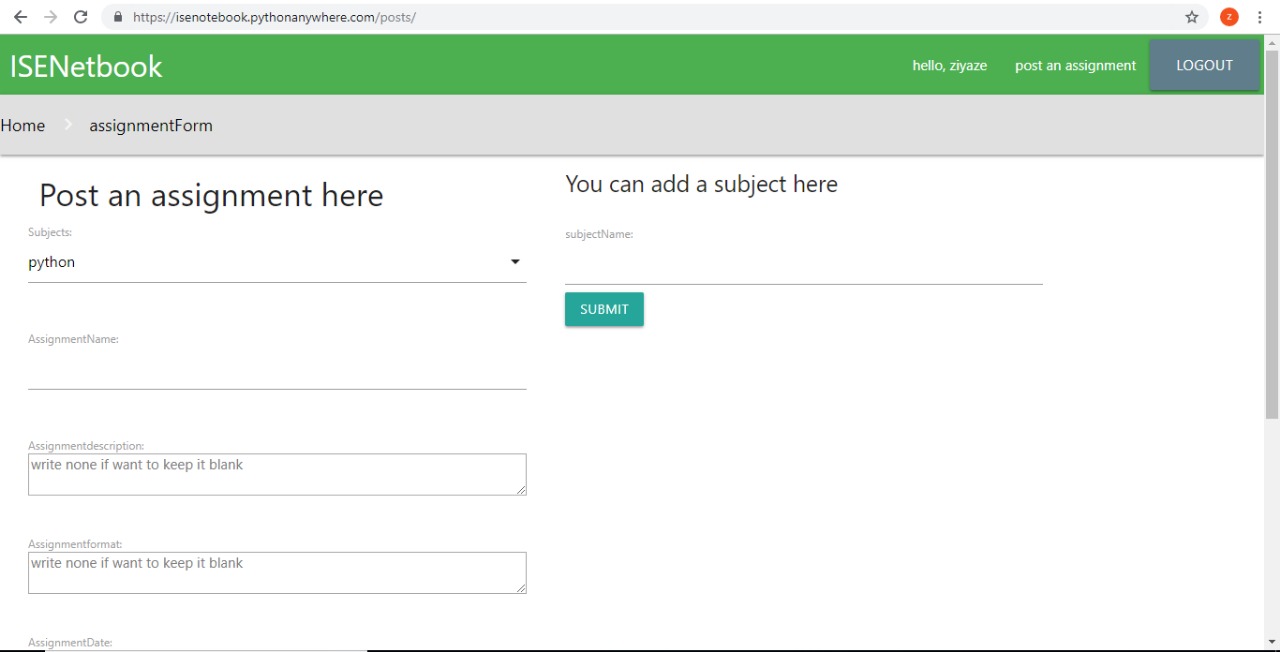 https://isenotebook.pythonanywhere.com/posts/
z
ISENetbook
hello, ziyaze
post an assignment
LOGOUT
Home
assignmentForm
Post an assignment here
Subjects:
python
AssignmentName:
Assignmentdescription:
write none if want to keep it blank
Assignmentformat:
write none if want to keep it blank
AssignmentDate:
You can add a subject here
subjectName:
SUBMIT